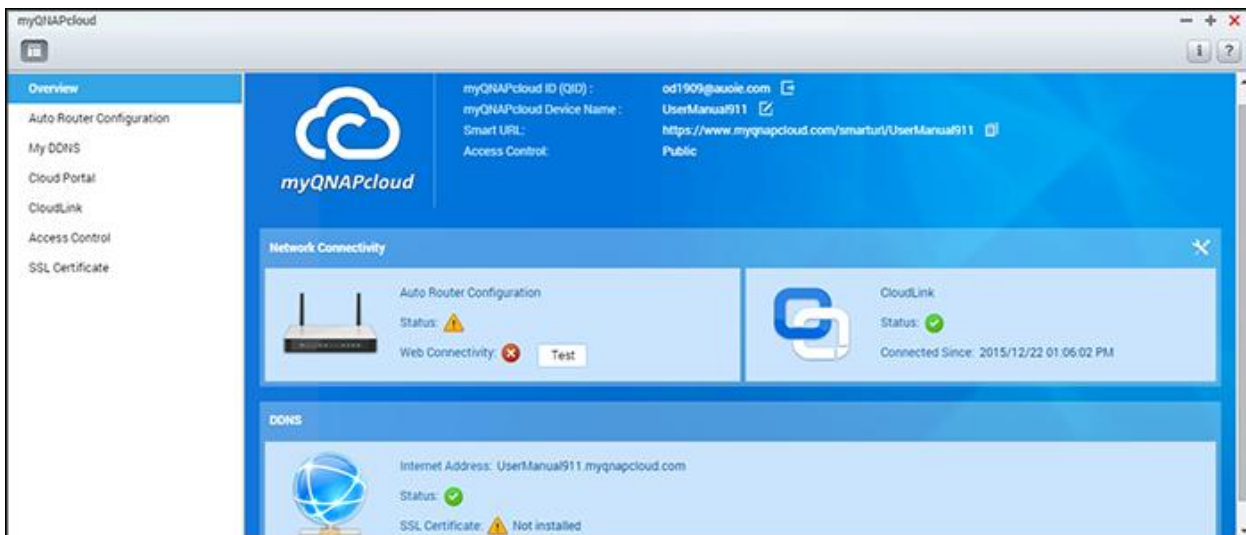 myQNAPcloud
Overview
Auto Router Configuration
My DDNS
Cloud Portal
CloudLink
Access Control
SSL Certificate
myQNAPcloud
myQNAPcloud ID (QID) : od1909@auoie.com
myQNAPcloud Device Name : UserManual911
Smart URL: https://www.myqnapcloud.com/smarturl/UserManual911
Access Control: Public
Network Connectivity
Auto Router Configuration
Status:
Web Connectivity: Test
CloudLink
Status:
Connected Since: 2015/12/22 01:06:02 PM
DDNS
Internet Address: UserManual911.myqnapcloud.com
Status:
SSL Certificate: Not installed